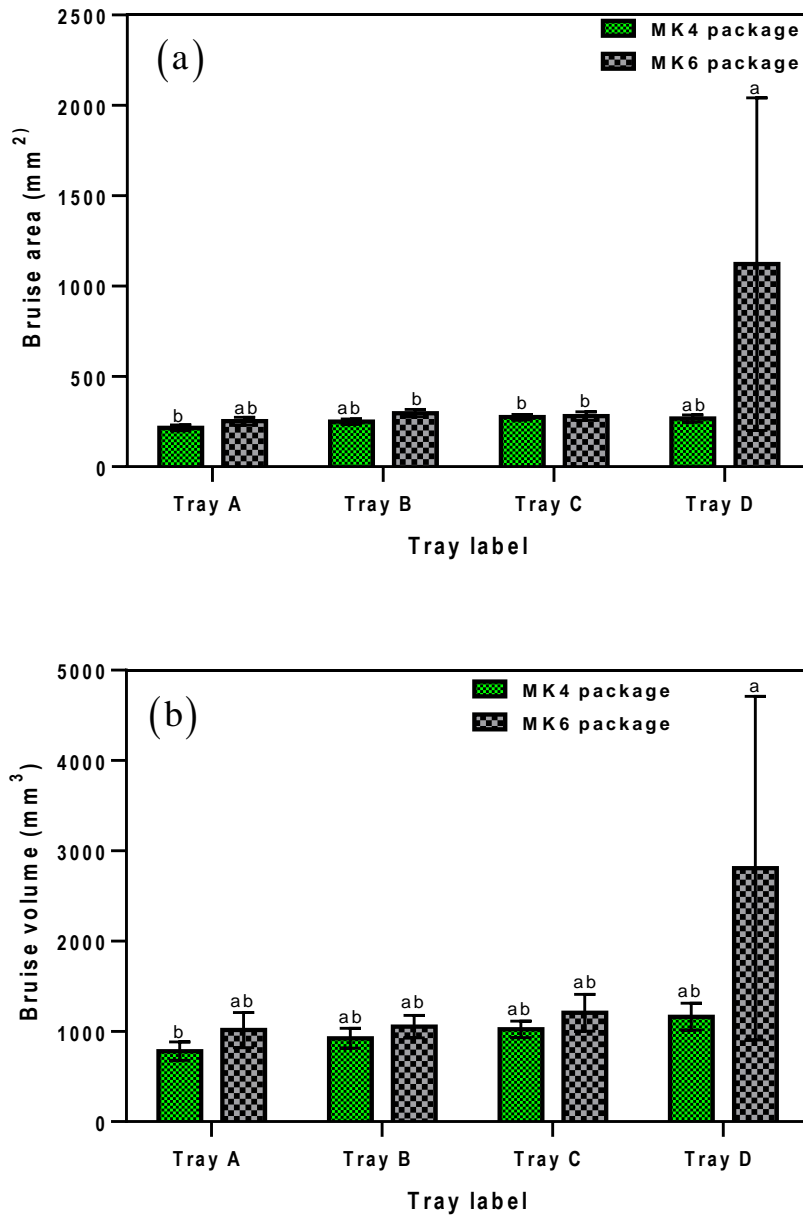 (a)
MK4 package
MK6 package
Bruise area (mm²)
2500
2000
1500
1000
500
0
b ab ab b b b ab a
Tray A Tray B Tray C Tray D
Tray label
(b)
MK4 package
MK6 package
Bruise volume (mm³)
5000
4000
3000
2000
1000
0
b ab ab ab ab ab ab a
Tray A Tray B Tray C Tray D
Tray label